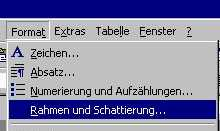 Format Extras Tabelle Fenster ?
A Zeichen...
¶ Absatz...
Numerierung und Aufzählungen...
Rahmen und Schattierung...